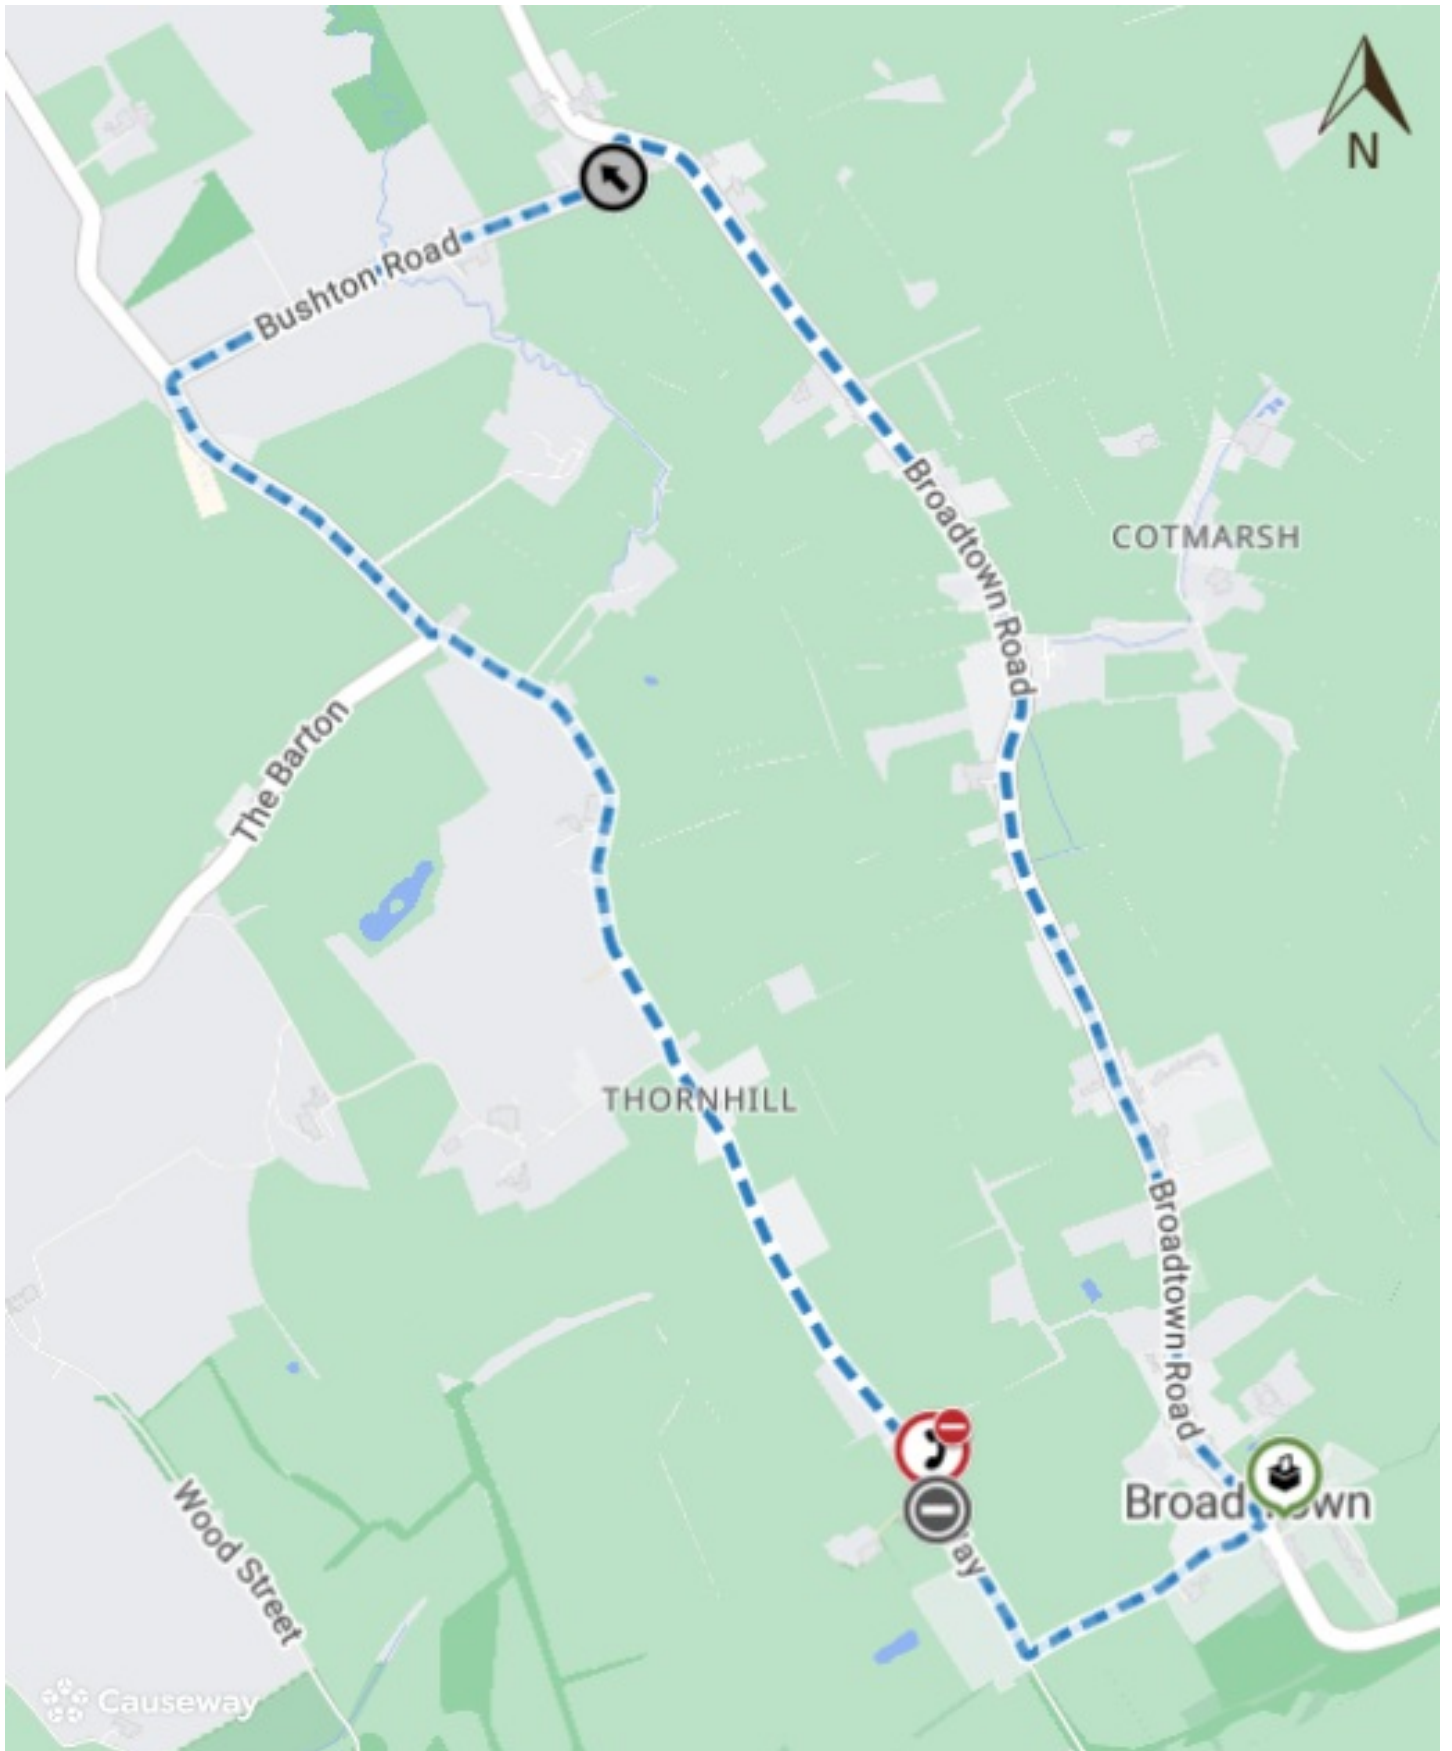 N
Bushton Road
Broadtown Road
COTMARSH
The Barton
THORNHILL
Broadtown Road
Wood Street
Causeway